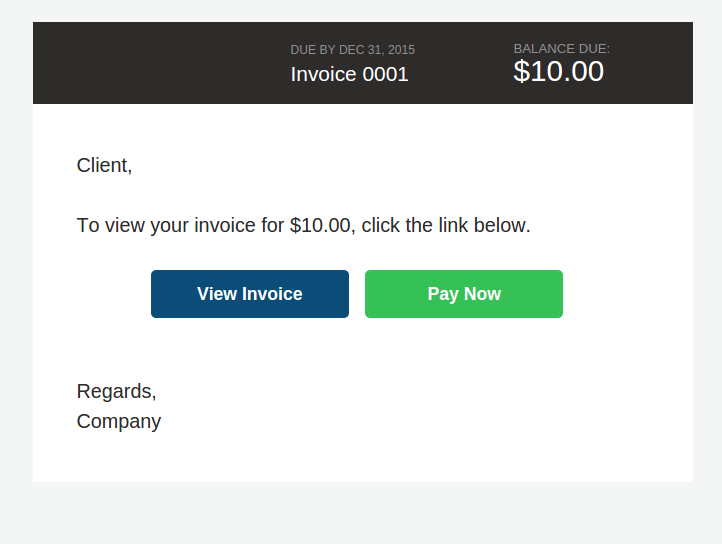 DUE BY DEC 31, 2015
Invoice 0001
BALANCE DUE:
$10.00
Client,
To view your invoice for $10.00, click the link below.
View Invoice
Pay Now
Regards,
Company